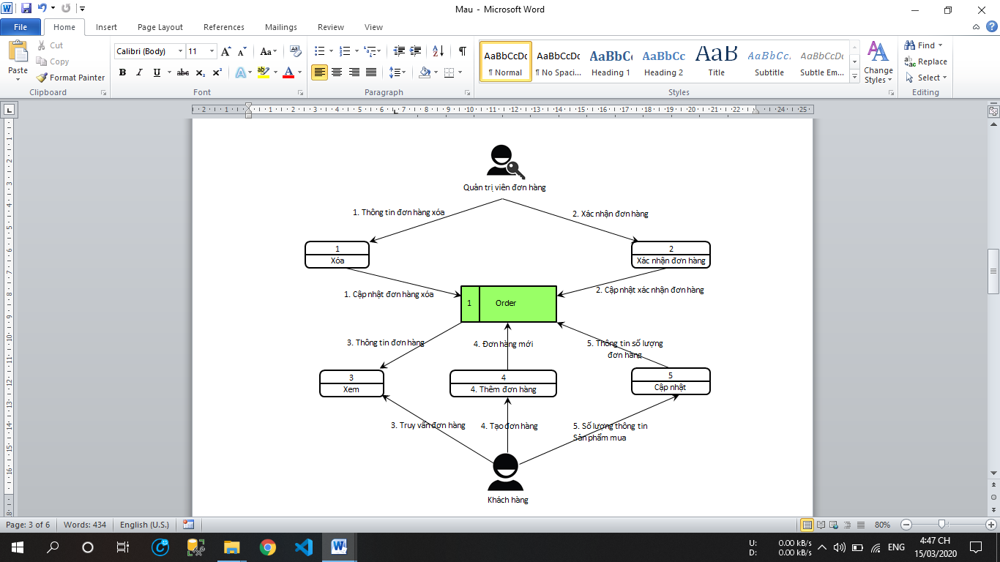 Mau - Microsoft Word
File Home Insert Page Layout References Mailings Review View
Paste
Cut
Copy
Format Painter
Clipboard
Calibri (Body) 11
Font
Paragraph
AaBbCcDc AaBbCcDc AaBbCc AaBbCc AaB AaBbCc. AaBbCcDc
¶ Normal ¶ No Spaci... Heading 1 Heading 2 Title Subtitle Subtle Em...
Styles
Change
Styles
Find
Replace
Select
Editing
Quản trị viên đơn hàng
1. Thông tin đơn hàng xóa
2. Xác nhận đơn hàng
1
Xóa
2
Xác nhận đơn hàng
1. Cập nhật đơn hàng xóa
2. Cập nhật xác nhận đơn hàng
1 Order
3. Thông tin đơn hàng
4. Đơn hàng mới
5. Thông tin số lượng
đơn hàng
3
Xem
4
4. Thêm đơn hàng
5
Cập nhật
3. Truy vấn đơn hàng
4. Tạo đơn hàng
5. Số lượng thông tin
Sản phẩm mua
Khách hàng
Page: 3 of 6 Words: 434 English (U.S.) 80%
U: 0.00 kB/s
D: 0.00 kB/s
ENG
4:47 CH
15/03/2020